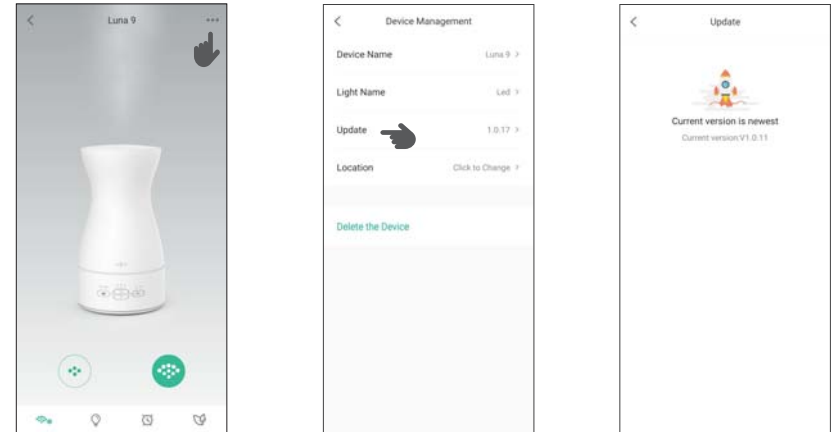 Luna 9
Device Management
Device Name
Luna 9
Light Name
Led
Update
1.0.17
Location
Click to Change
Delete the Device
Update
Current version is newest
Current version:V1.0.11